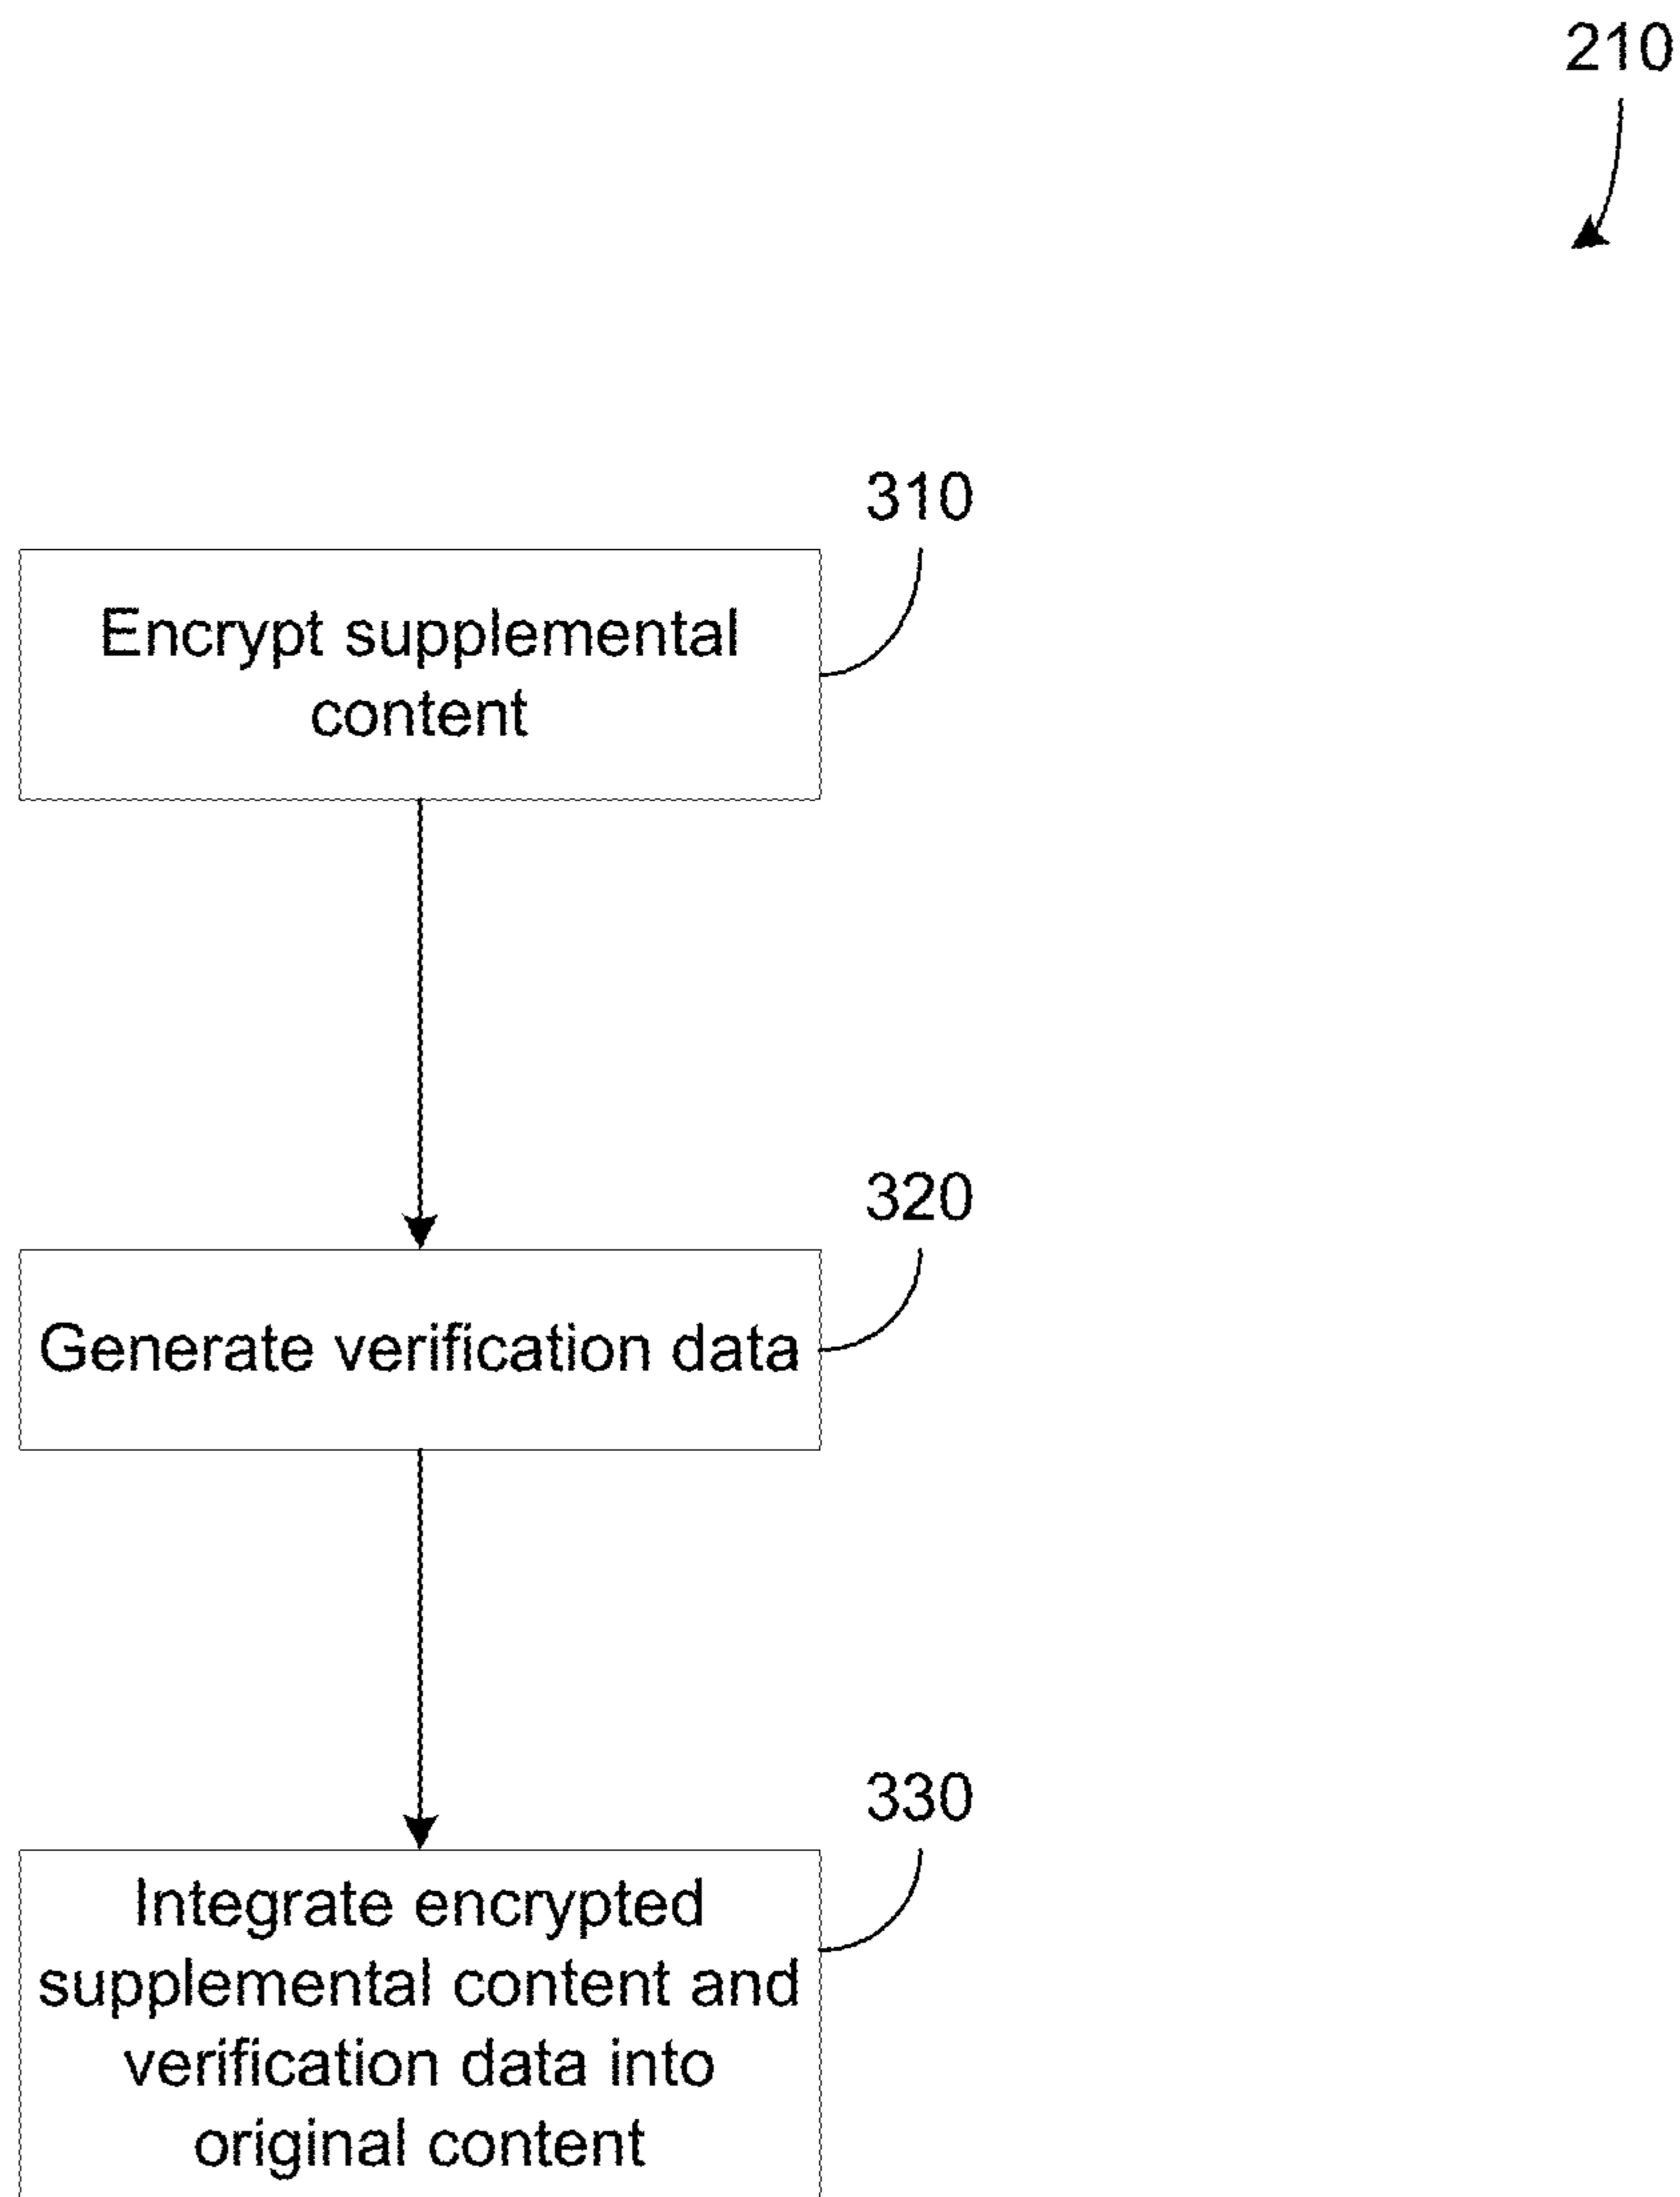 210
310
Encrypt supplemental
content
320
Generate verification data
330
Integrate encrypted
supplemental content and
verification data into
original content